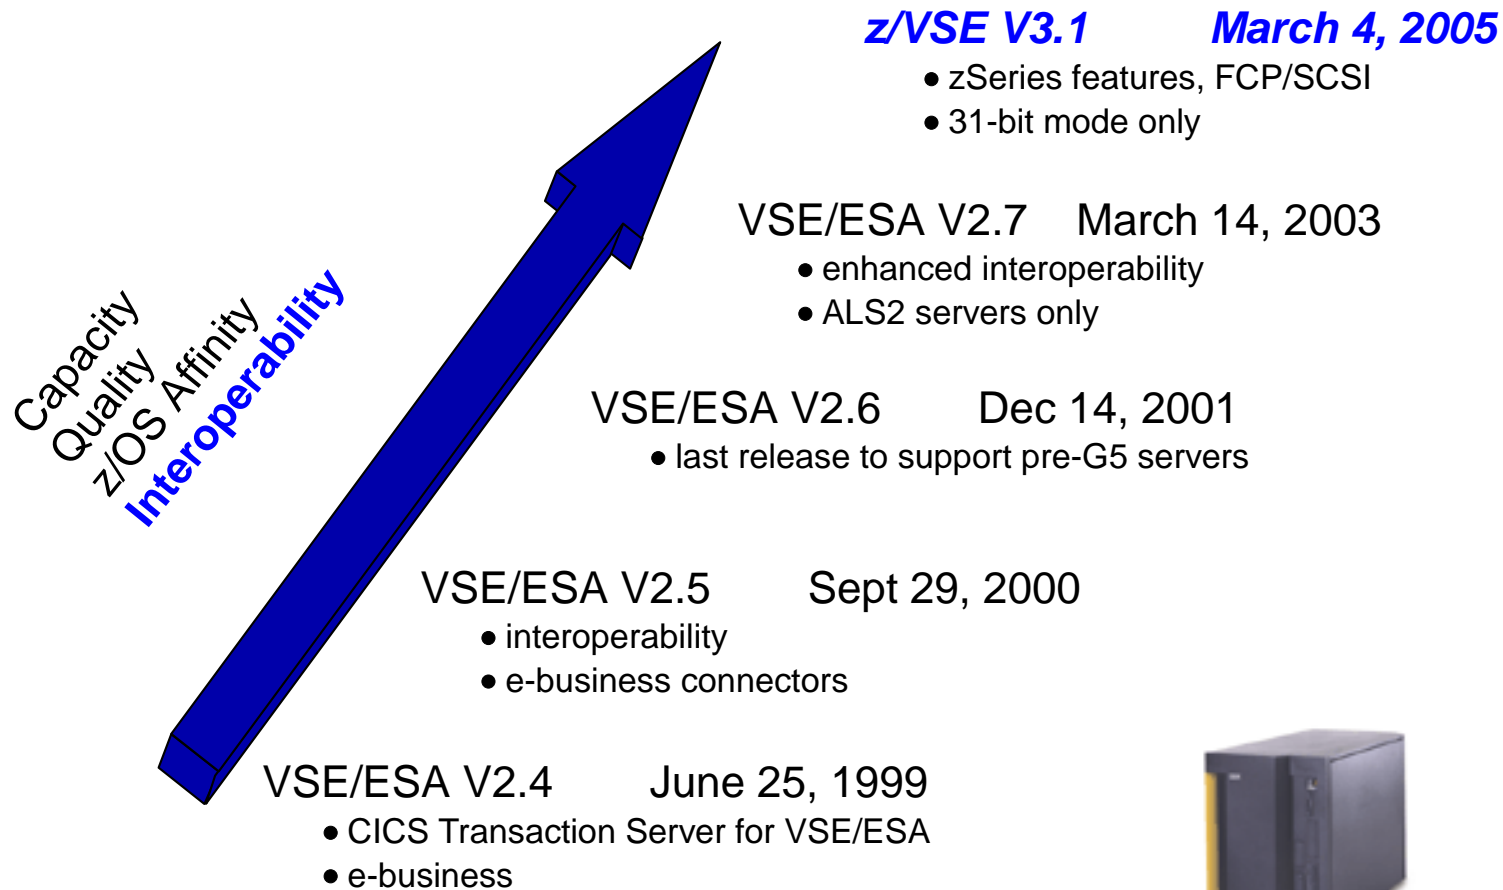 z/VSE V3.1 March 4, 2005
● zSeries features, FCP/SCSI
● 31-bit mode only
VSE/ESA V2.7 March 14, 2003
● enhanced interoperability
● ALS2 servers only
Capacity
Quality
z/OS Affinity
Interoperability
VSE/ESA V2.6 Dec 14, 2001
● last release to support pre-G5 servers
VSE/ESA V2.5 Sept 29, 2000
● interoperability
● e-business connectors
VSE/ESA V2.4 June 25, 1999
● CICS Transaction Server for VSE/ESA
● e-business